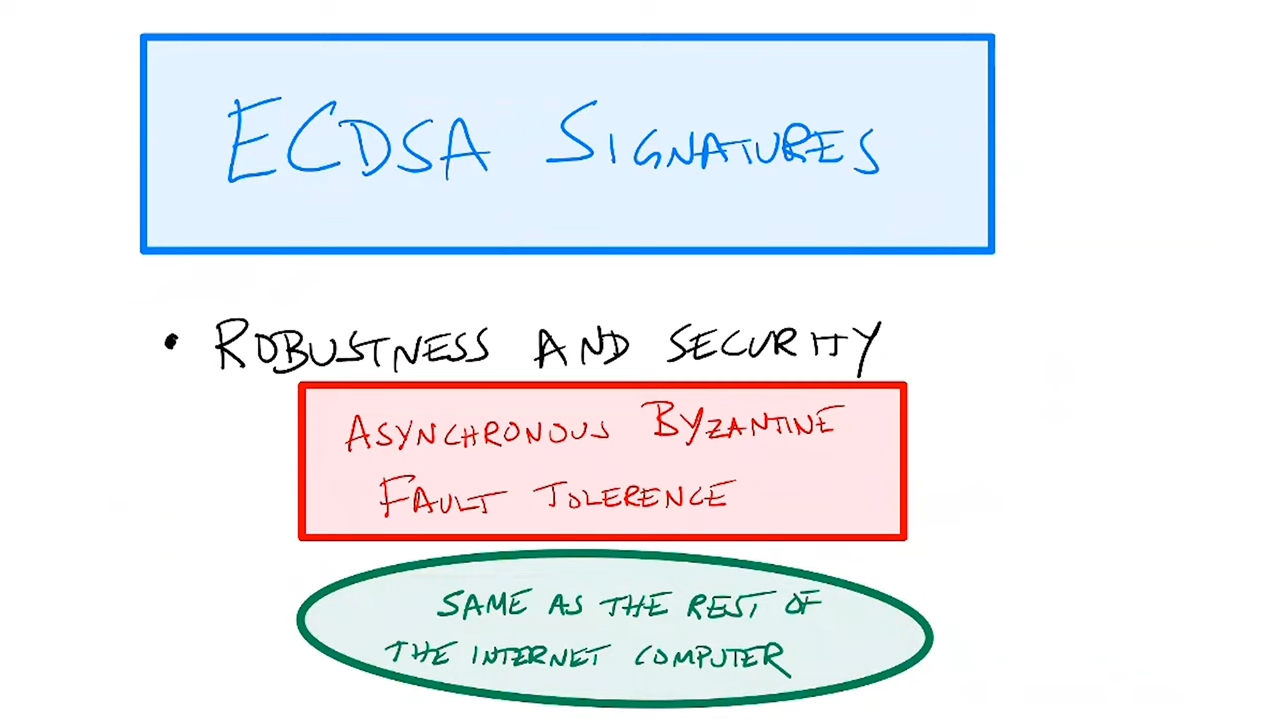 ECDSA SIGNATURES
• ROBUSTNESS AND SECURITY
ASYNCHRONOUS BYZANTINE
FAULT TOLERENCE
SAME AS THE REST OF
THE INTERNET COMPUTER